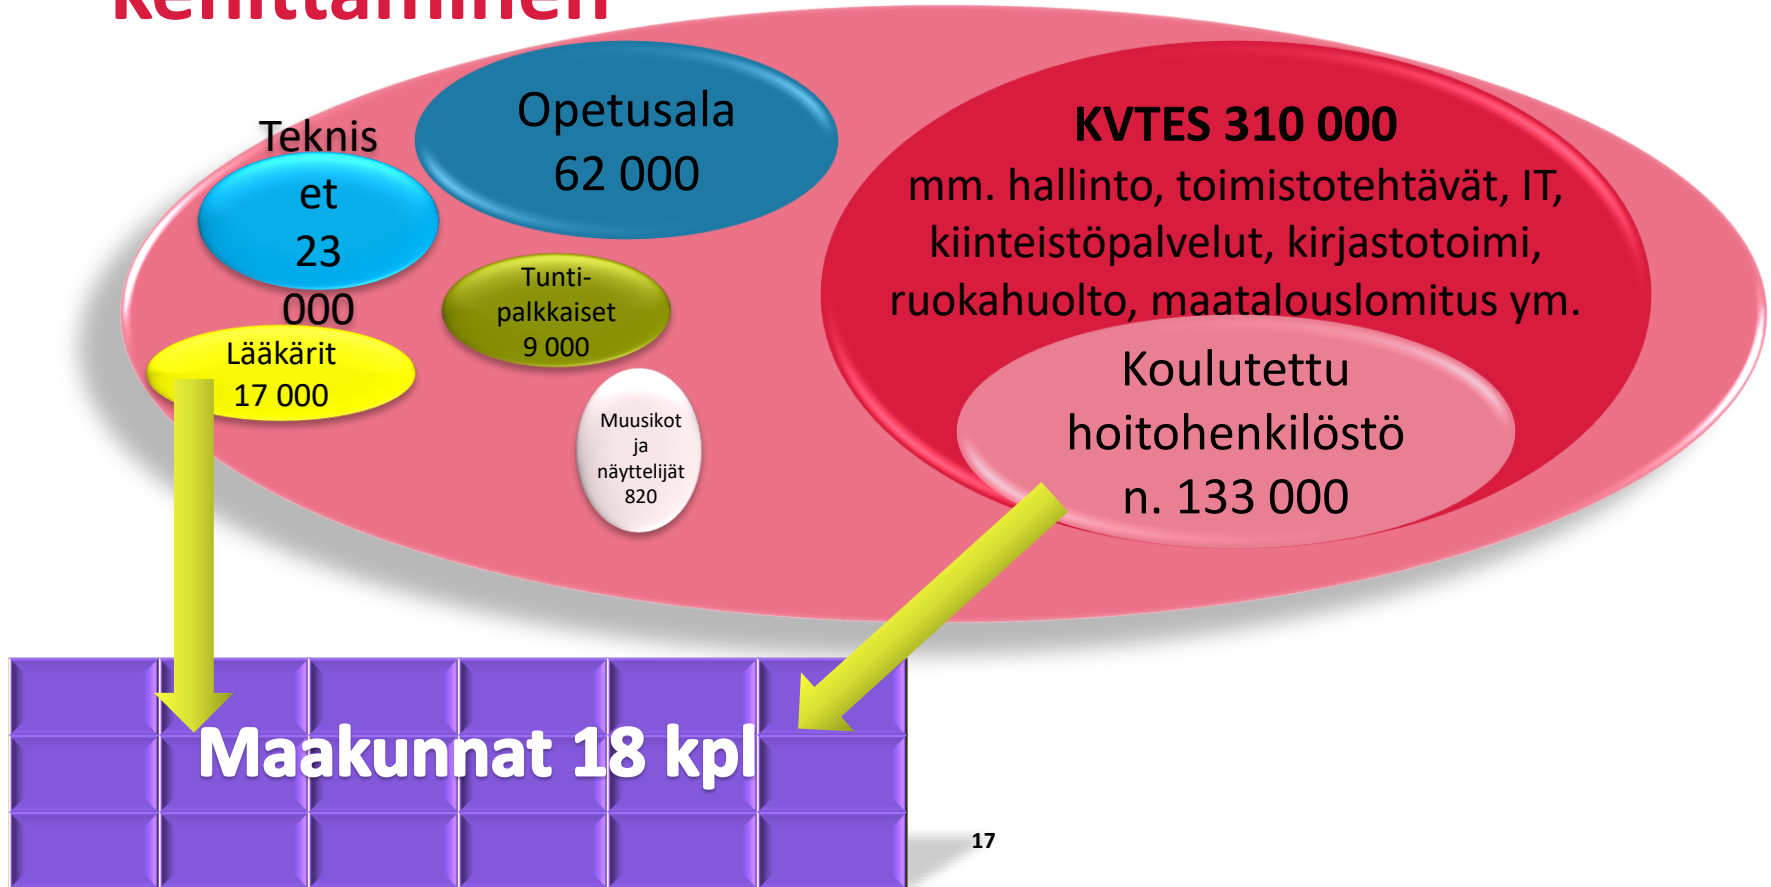 kehittäminen
Opetusala
62 000
Teknis
et
23
000
KVTES 310 000
mm. hallinto, toimistotehtävät, IT,
kiinteistöpalvelut, kirjastotoimi,
ruokahuolto, maatalouslomitus ym.
Tunti-
palkkaiset
9 000
Lääkärit
17 000
Koulutettu
hoitohenkilöstö
n. 133 000
Muusikot
ja
näyttelijät
820
Maakunnat 18 kpl
17